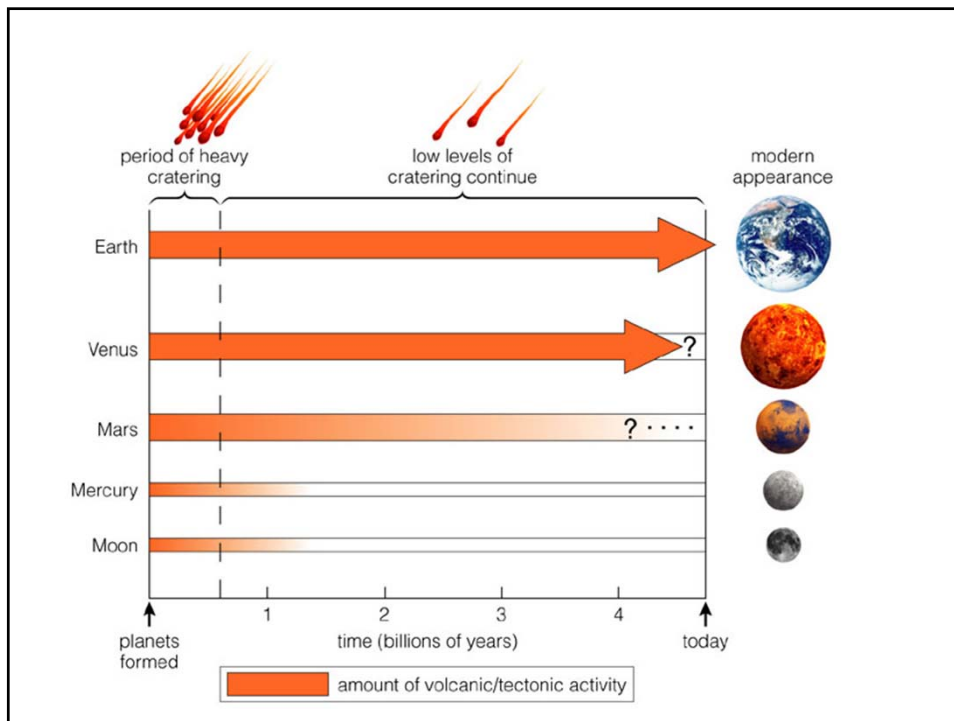 period of heavy
cratering
low levels of
cratering continue
modern
appearance
Earth
Venus
?
Mars
? · · · ·
Mercury
Moon
1
2
3
4
planets
formed
time (billions of years)
today
amount of volcanic/tectonic activity